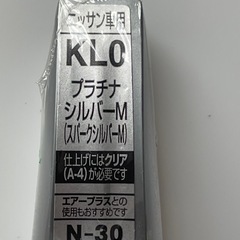 ニッサン車用
KL0
プラチナ
シルバーM
(スパークシルバーM)
仕上げにはクリア
(A-4)が必要です
エアープラスとの
使用もおすすめです
N-30